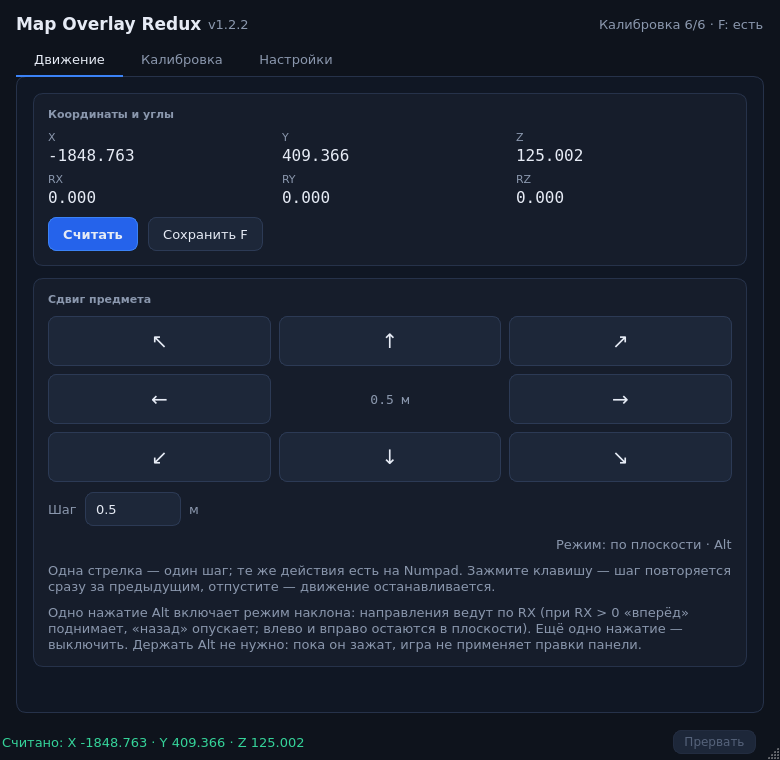 Map Overlay Redux v1.2.2
Калибровка 6/6 · F: есть
Движение Калибровка Настройки
Координаты и углы
X Y Z
-1848.763 409.366 125.002
RX RY RZ
0.000 0.000 0.000
Считать Сохранить F
Сдвиг предмета
↖ ↑ ↗
← 0.5 м →
↙ ↓ ↘
Шаг 0.5 м
Режим: по плоскости · Alt
Одна стрелка — один шаг; те же действия есть на Numpad. Зажмите клавишу — шаг повторяется
сразу за предыдущим, отпустите — движение останавливается.
Одно нажатие Alt включает режим наклона: направления ведут по RX (при RX > 0 «вперёд»
поднимает, «назад» опускает; влево и вправо остаются в плоскости). Ещё одно нажатие —
выключить. Держать Alt не нужно: пока он зажат, игра не применяет правки панели.
Считано: X -1848.763 · Y 409.366 · Z 125.002
Прервать